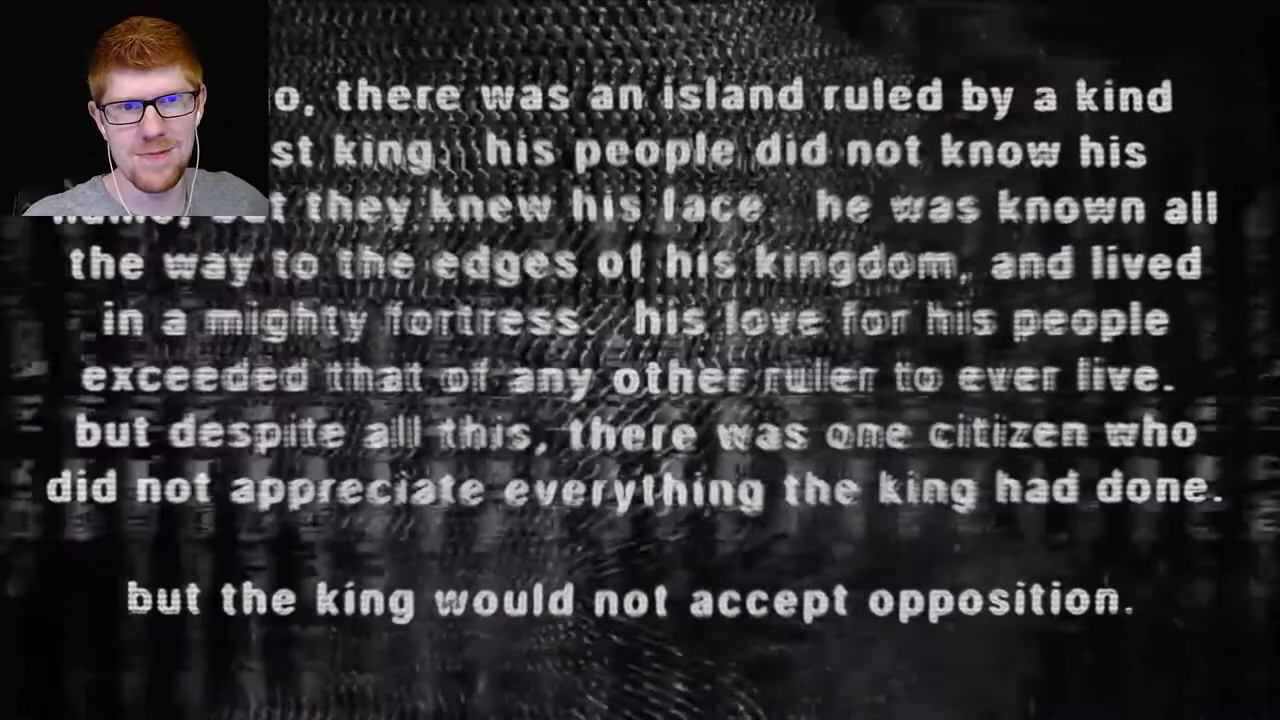 o, there was an island ruled by a kind
st king. his people did not know his
they knew his face. he was known all
the way to the edges of his kingdom, and lived
in a mighty fortress. his love for his people
exceeded that of any other ruler to ever live.
but despite all this, there was one citizen who
did not appreciate everything the king had done.
but the king would not accept opposition.